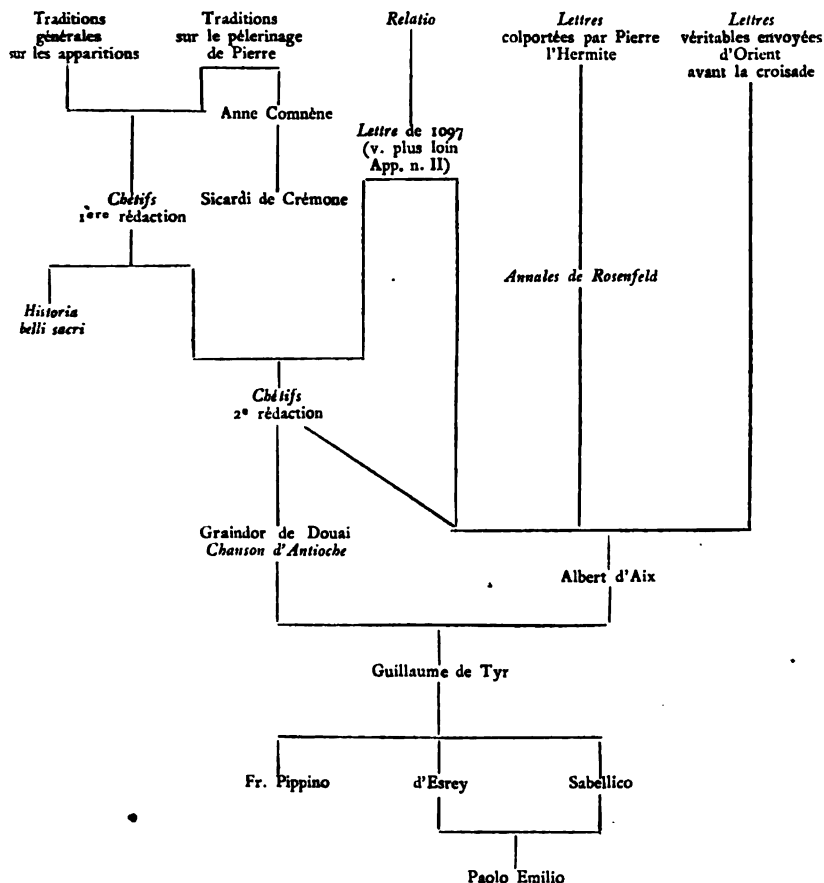 Traditions
générales
sur les apparitions
Traditions
sur le pélerinage
de Pierre
Relatio
Lettres
colportées par Pierre
l'Hermite
Lettres
véritables envoyées
d'Orient
avant la croisade
Anne Comnène
Lettre de 1097
(v. plus loin
App. n. II)
Chétifs
1ère rédaction
Sicardi de Crémone
Annales de Rosenfeld
Historia
belli sacri
Chétifs
2e rédaction
Graindor de Douai
Chanson d'Antioche
Albert d'Aix
Guillaume de Tyr
Fr. Pippino
d'Esrey
Sabellico
Paolo Emilio